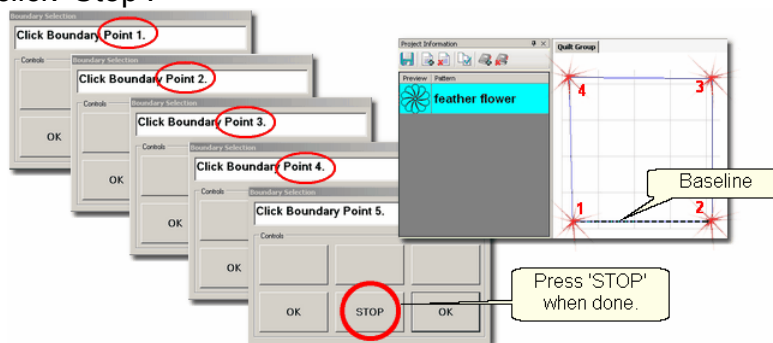 click 'Stop'.
Boundary Selection
Click Boundary Point 1.
Controls
OK
Boundary Selection
Click Boundary Point 2.
Controls
OK
Boundary Selection
Click Boundary Point 3.
Controls
OK
Boundary Selection
Click Boundary Point 4.
Controls
OK
Boundary Selection
Click Boundary Point 5.
Controls
OK
STOP
OK
Project Information
Preview
Pattern
feather flower
Quilt Group
4
3
1
2
Baseline
Press 'STOP'
when done.